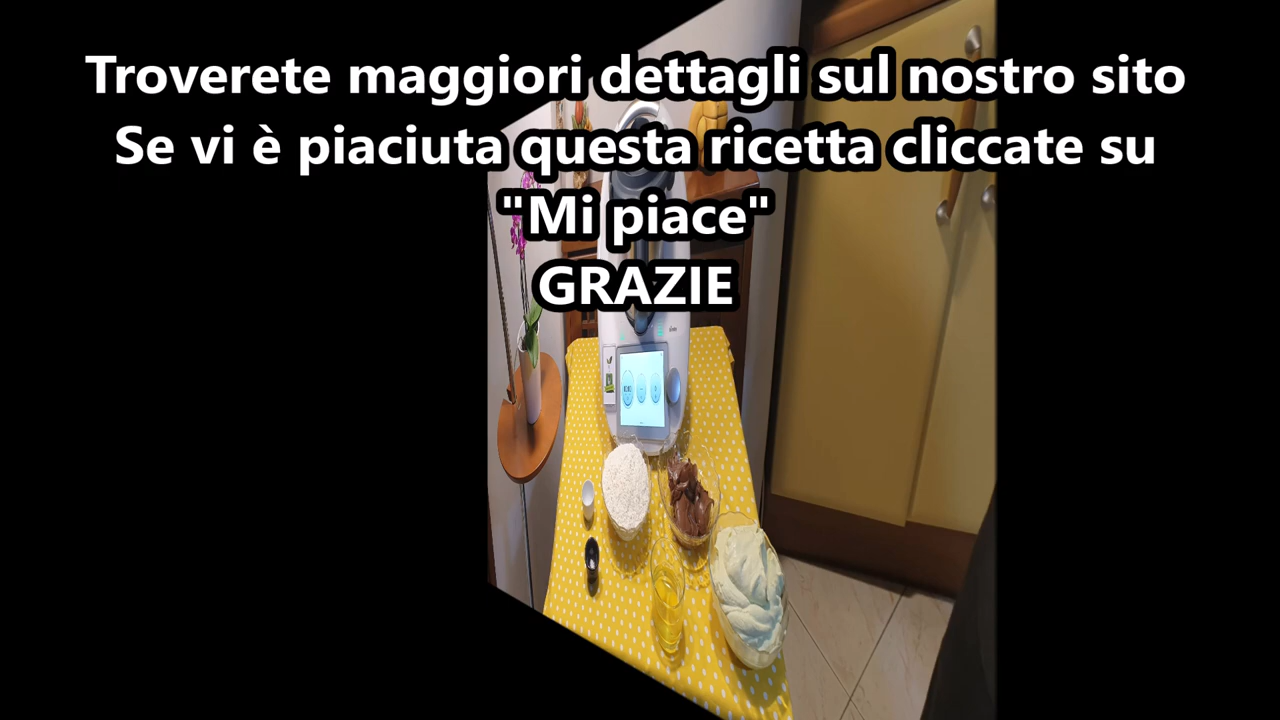 Troverete maggiori dettagli sul nostro sito
Se vi è piaciuta questa ricetta cliccate su
"Mi piace"
GRAZIE